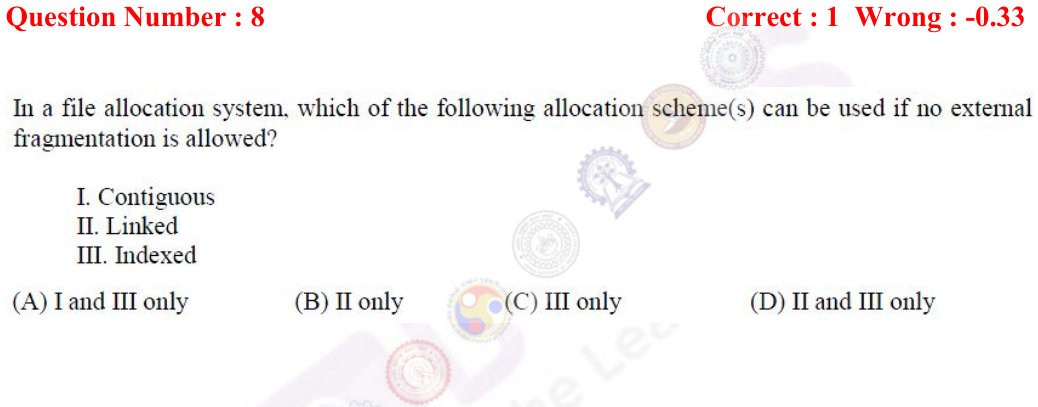 Question Number : 8 Correct : 1 Wrong : -0.33
In a file allocation system, which of the following allocation scheme(s) can be used if no external
fragmentation is allowed?
I. Contiguous
II. Linked
III. Indexed
(A) I and III only (B) II only (C) III only (D) II and III only